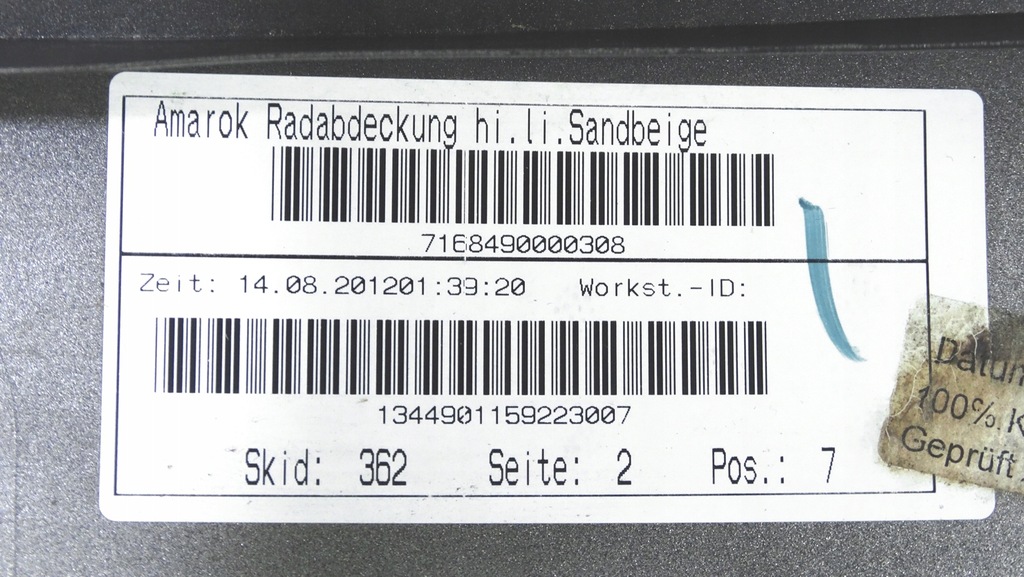 Amarok Radabdeckung hi.li.Sandbeige
7168490000308
Zeit: 14.08.201201:39:20 Workst.-ID:
1344901159223007
Skid: 362 Seite: 2 Pos.: 7
Datum
100% K
Geprüft